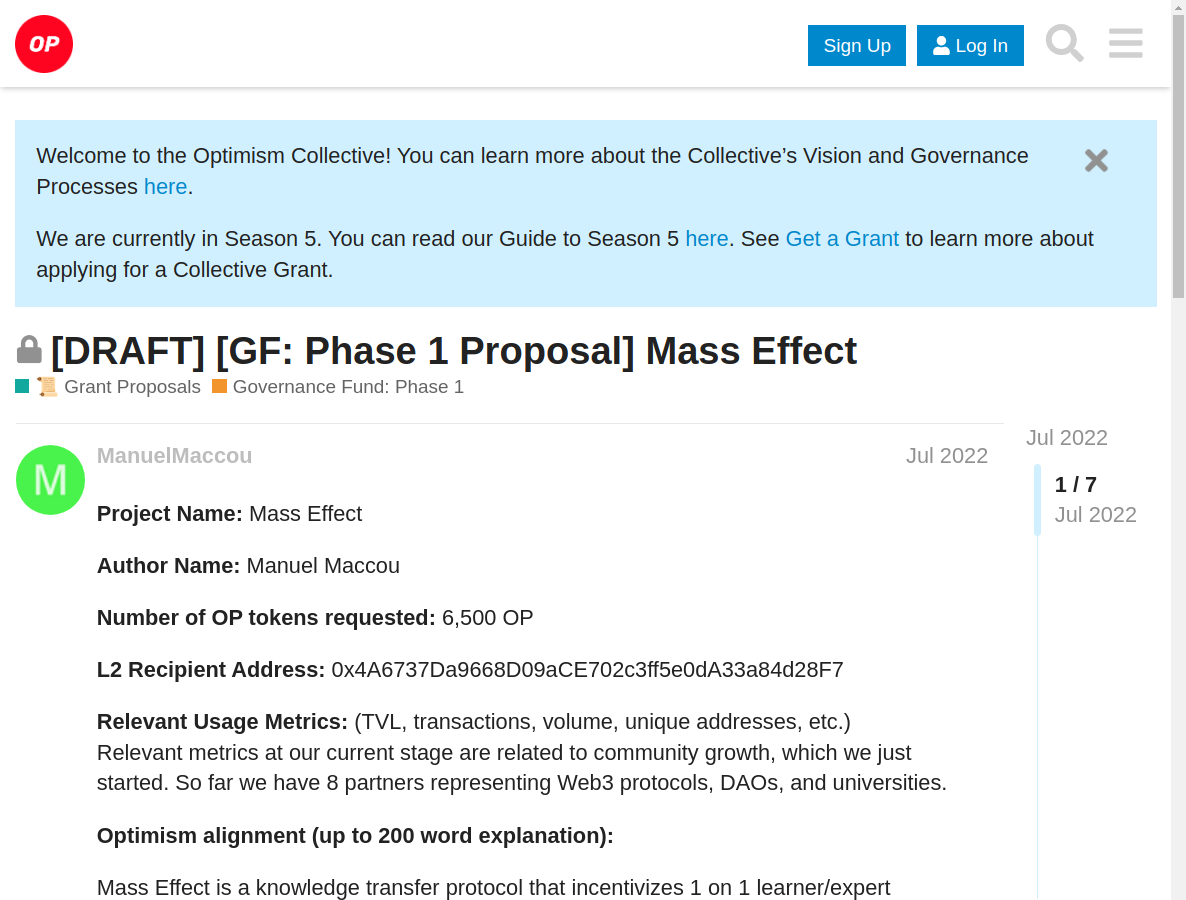 OP
Sign Up
Log In
Welcome to the Optimism Collective! You can learn more about the Collective’s Vision and Governance
Processes here.
We are currently in Season 5. You can read our Guide to Season 5 here. See Get a Grant to learn more about
applying for a Collective Grant.
[DRAFT] [GF: Phase 1 Proposal] Mass Effect
📜 Grant Proposals Governance Fund: Phase 1
M
ManuelMaccou Jul 2022
Project Name: Mass Effect
Author Name: Manuel Maccou
Number of OP tokens requested: 6,500 OP
L2 Recipient Address: 0x4A6737Da9668D09aCE702c3ff5e0dA33a84d28F7
Relevant Usage Metrics: (TVL, transactions, volume, unique addresses, etc.)
Relevant metrics at our current stage are related to community growth, which we just
started. So far we have 8 partners representing Web3 protocols, DAOs, and universities.
Optimism alignment (up to 200 word explanation):
Mass Effect is a knowledge transfer protocol that incentivizes 1 on 1 learner/expert
Jul 2022
1 / 7
Jul 2022